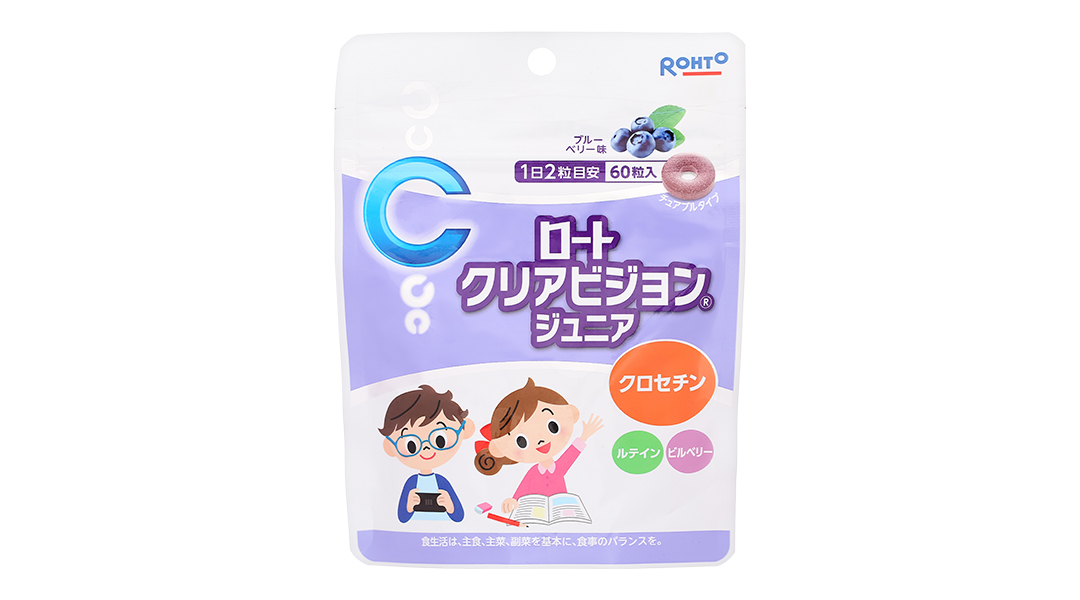 ROHTO
ブルー
ベリー味
1日2粒目安 60粒入
チュアブルタイプ
ロート
クリアビジョン®
ジュニア
クロセチン
ルテイン ビルベリー
食生活は、主食、主菜、副菜を基本に、食事のバランスを。